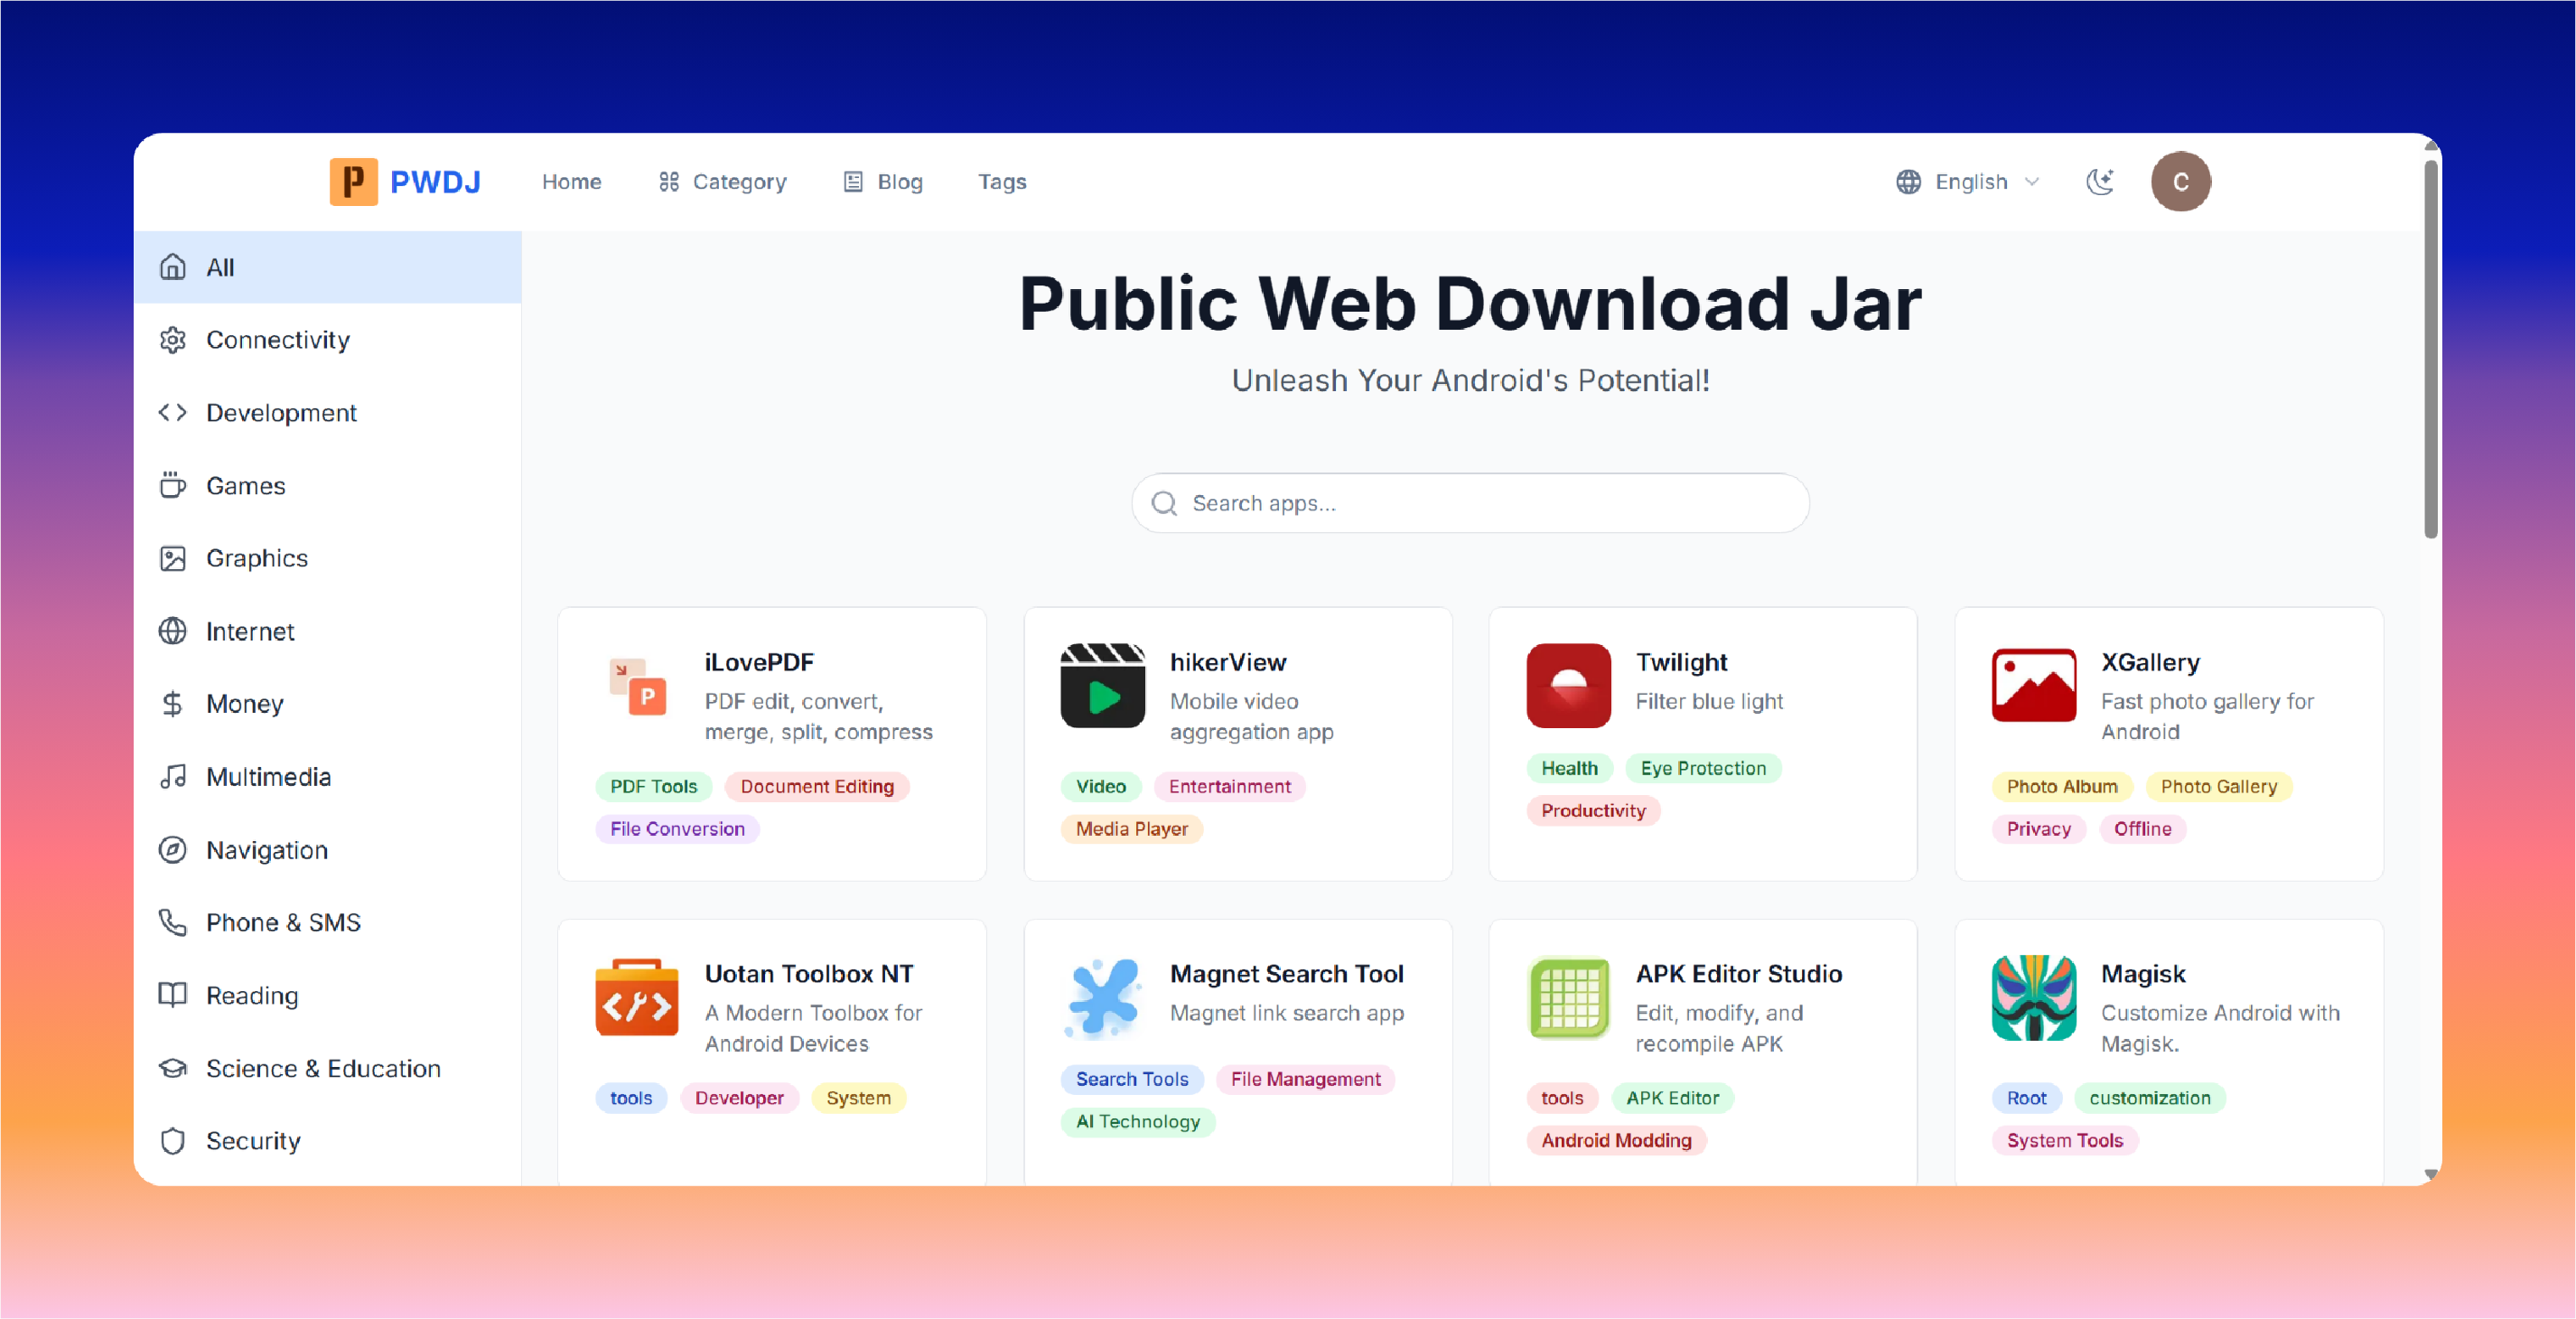 P PWDJ Home Category Blog Tags English C
All
Connectivity
Development
Games
Graphics
Internet
Money
Multimedia
Navigation
Phone & SMS
Reading
Science & Education
Security
Public Web Download Jar
Unleash Your Android's Potential!
Search apps...
iLovePDF
PDF edit, convert,
merge, split, compress
P
PDF Tools Document Editing
File Conversion
hikerView
Mobile video
aggregation app
Video Entertainment
Media Player
Twilight
Filter blue light
Health Eye Protection
Productivity
XGallery
Fast photo gallery for
Android
Photo Album Photo Gallery
Privacy Offline
Uotan Toolbox NT
A Modern Toolbox for
Android Devices
tools Developer System
Magnet Search Tool
Magnet link search app
Search Tools File Management
AI Technology
APK Editor Studio
Edit, modify, and
recompile APK
tools APK Editor
Android Modding
Magisk
Customize Android with
Magisk.
Root customization
System Tools